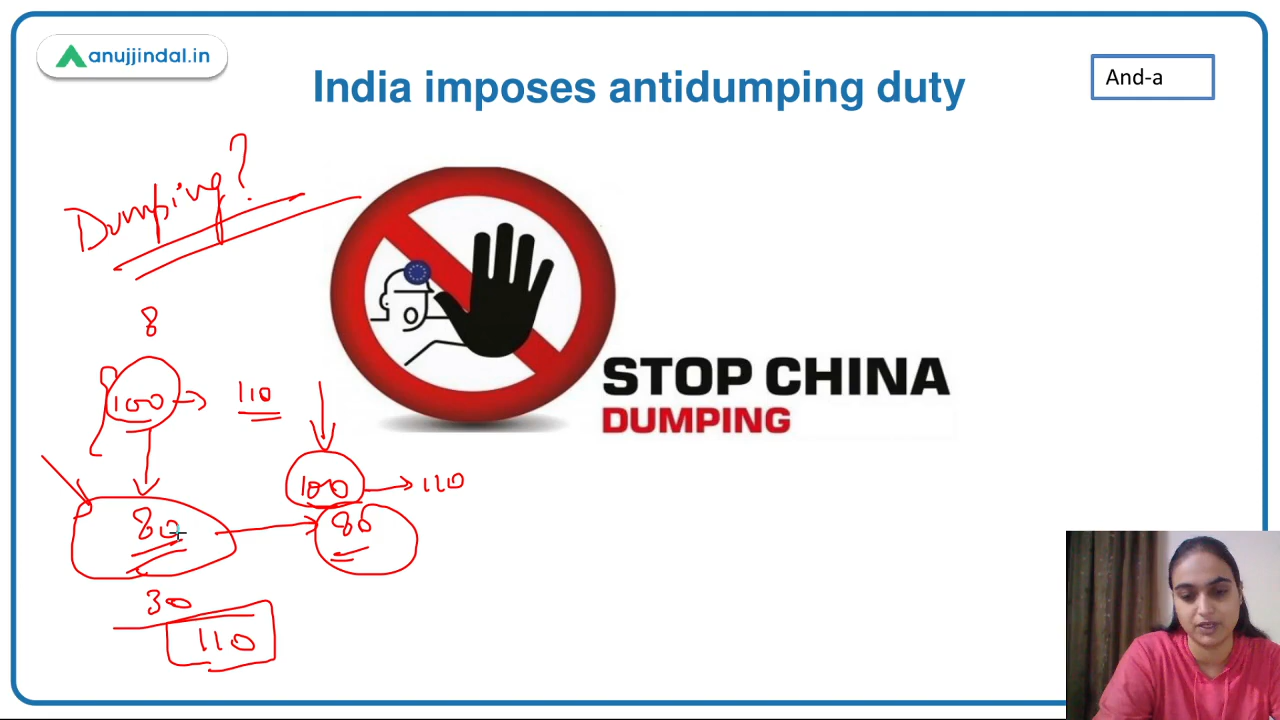 anujjindal.in
India imposes antidumping duty
And-a
Dumping?
8
100 → 110
100 → 110
80 → 80
30
110
STOP CHINA
DUMPING